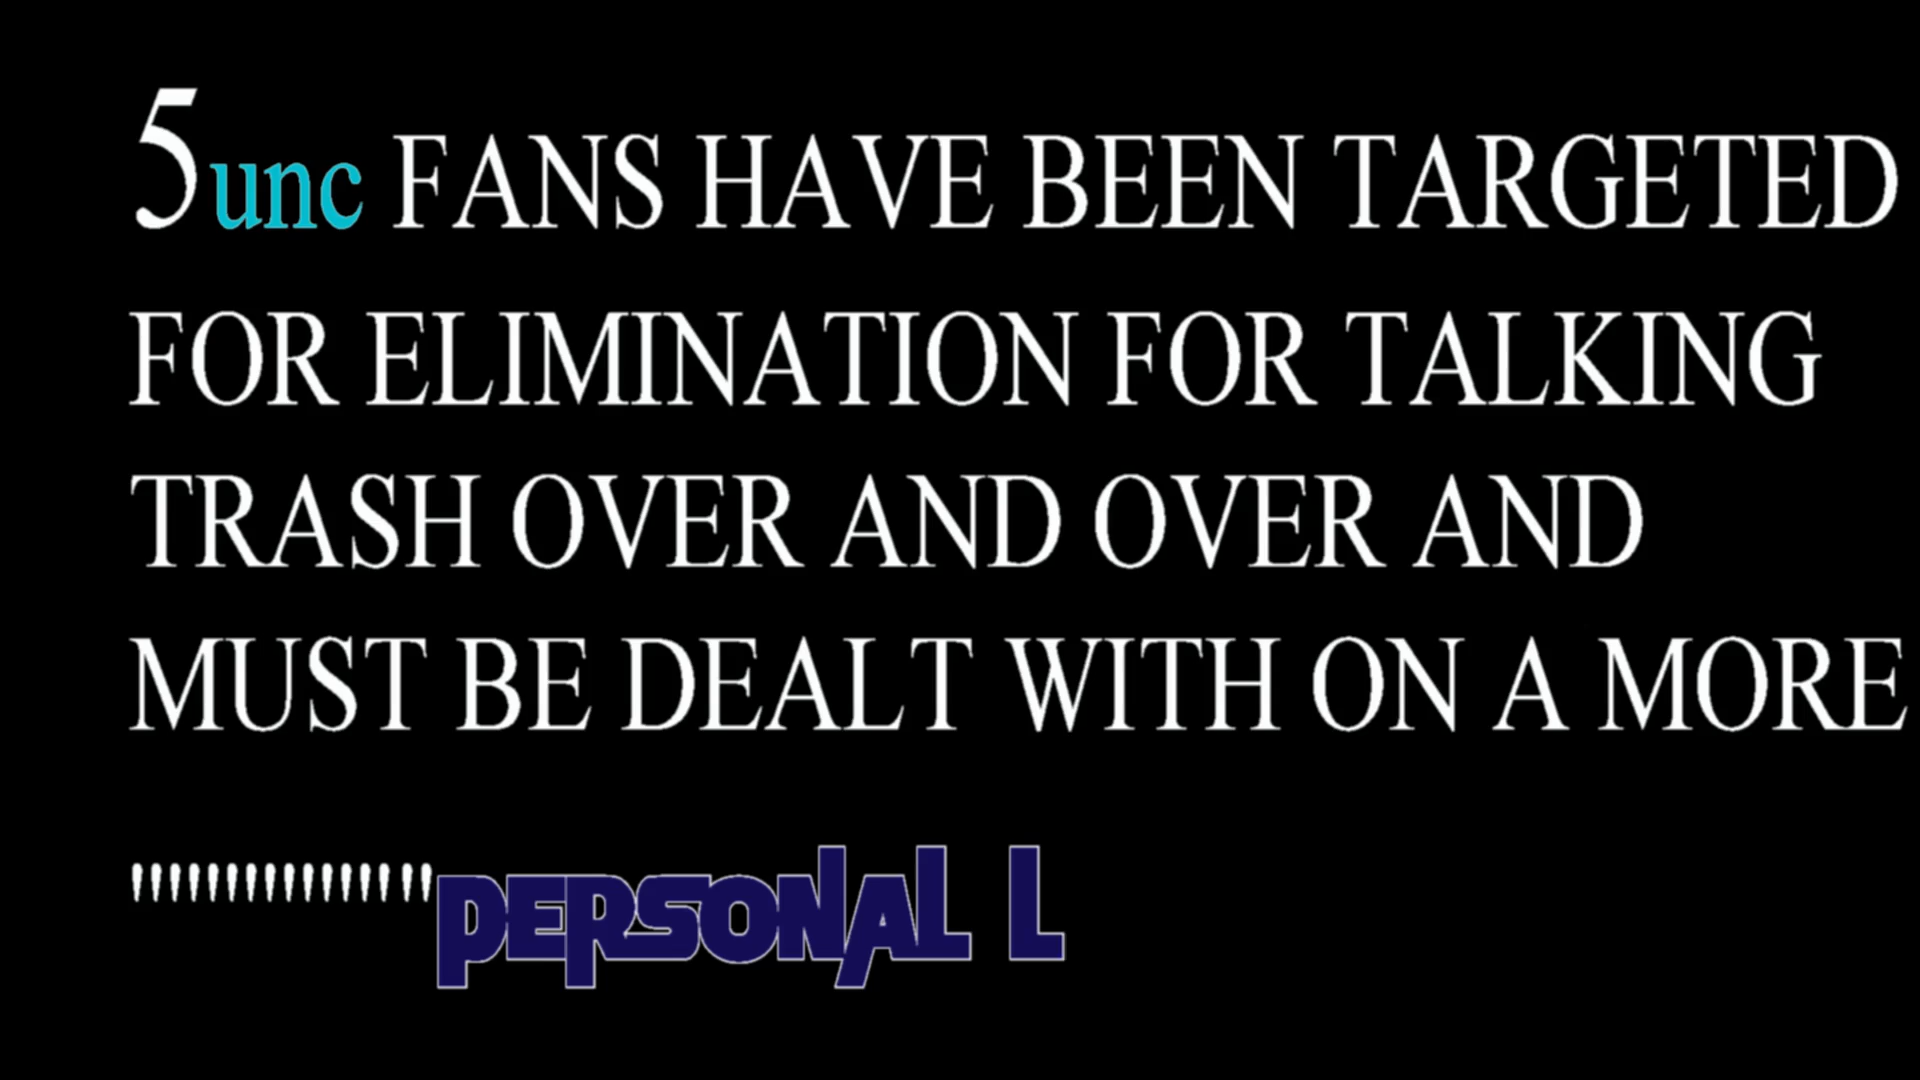 5unc FANS HAVE BEEN TARGETED
FOR ELIMINATION FOR TALKING
TRASH OVER AND OVER AND
MUST BE DEALT WITH ON A MORE
''''''''''''''''PERSONAL L